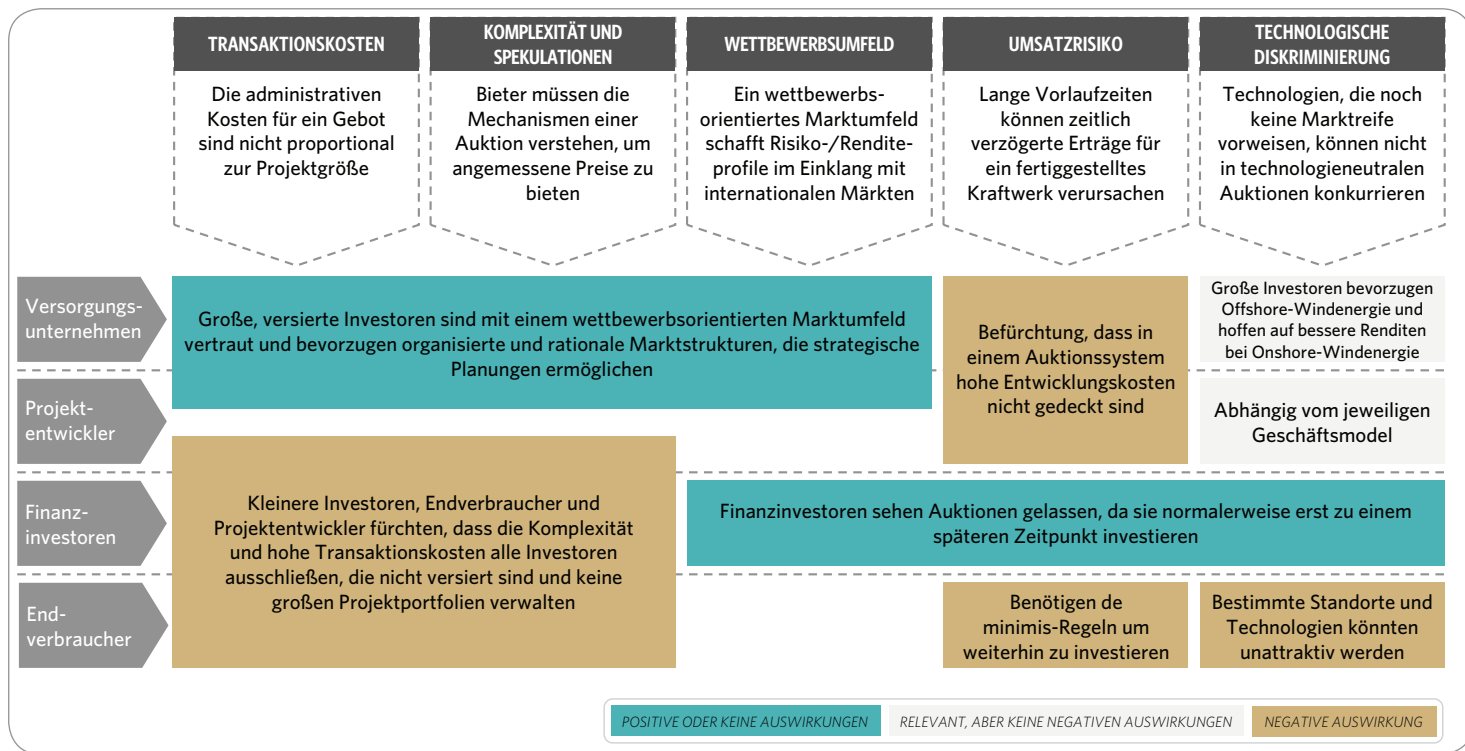 TRANSAKTIONSKOSTEN
KOMPLEXITÄT UND
SPEKULATIONEN
WETTBEWERBSUMFELD
UMSATZRISIKO
TECHNOLOGISCHE
DISKRIMINIERUNG
Die administrativen
Kosten für ein Gebot
sind nicht proportional
zur Projektgröße
Bieter müssen die
Mechanismen einer
Auktion verstehen, um
angemessene Preise zu
bieten
Ein wettbewerbs-
orientiertes Marktumfeld
schafft Risiko-/Rendite-
profile im Einklang mit
internationalen Märkten
Lange Vorlaufzeiten
können zeitlich
verzögerte Erträge für
ein fertiggestelltes
Kraftwerk verursachen
Technologien, die noch
keine Marktreife
vorweisen, können nicht
in technologieneutralen
Auktionen konkurrieren
Versorgungs-
unternehmen
Große, versierte Investoren sind mit einem wettbewerbsorientierten Marktumfeld
vertraut und bevorzugen organisierte und rationale Marktstrukturen, die strategische
Planungen ermöglichen
Befürchtung, dass in
einem Auktionssystem
hohe Entwicklungskosten
nicht gedeckt sind
Große Investoren bevorzugen
Offshore-Windenergie und
hoffen auf bessere Renditen
bei Onshore-Windenergie
Projekt-
entwickler
Abhängig vom jeweiligen
Geschäftsmodel
Finanz-
investoren
Kleinere Investoren, Endverbraucher und
Projektentwickler fürchten, dass die Komplexität
und hohe Transaktionskosten alle Investoren
ausschließen, die nicht versiert sind und keine
großen Projektportfolien verwalten
Finanzinvestoren sehen Auktionen gelassen, da sie normalerweise erst zu einem
späteren Zeitpunkt investieren
End-
verbraucher
Benötigen de
minimis-Regeln um
weiterhin zu investieren
Bestimmte Standorte und
Technologien könnten
unattraktiv werden
POSITIVE ODER KEINE AUSWIRKUNGEN
RELEVANT, ABER KEINE NEGATIVEN AUSWIRKUNGEN
NEGATIVE AUSWIRKUNG